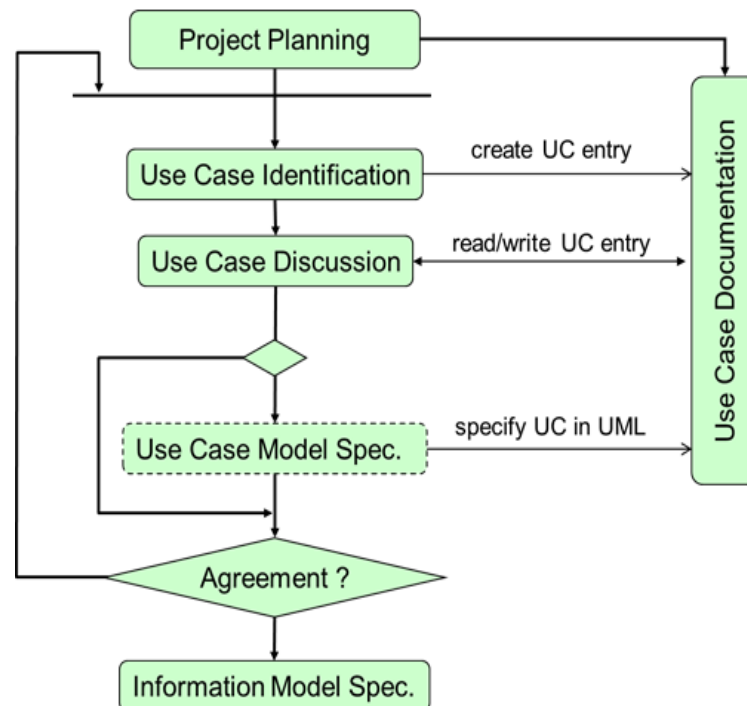 Project Planning
Use Case Identification
create UC entry
Use Case Discussion
read/write UC entry
Use Case Model Spec.
specify UC in UML
Agreement ?
Information Model Spec.
Use Case Documentation